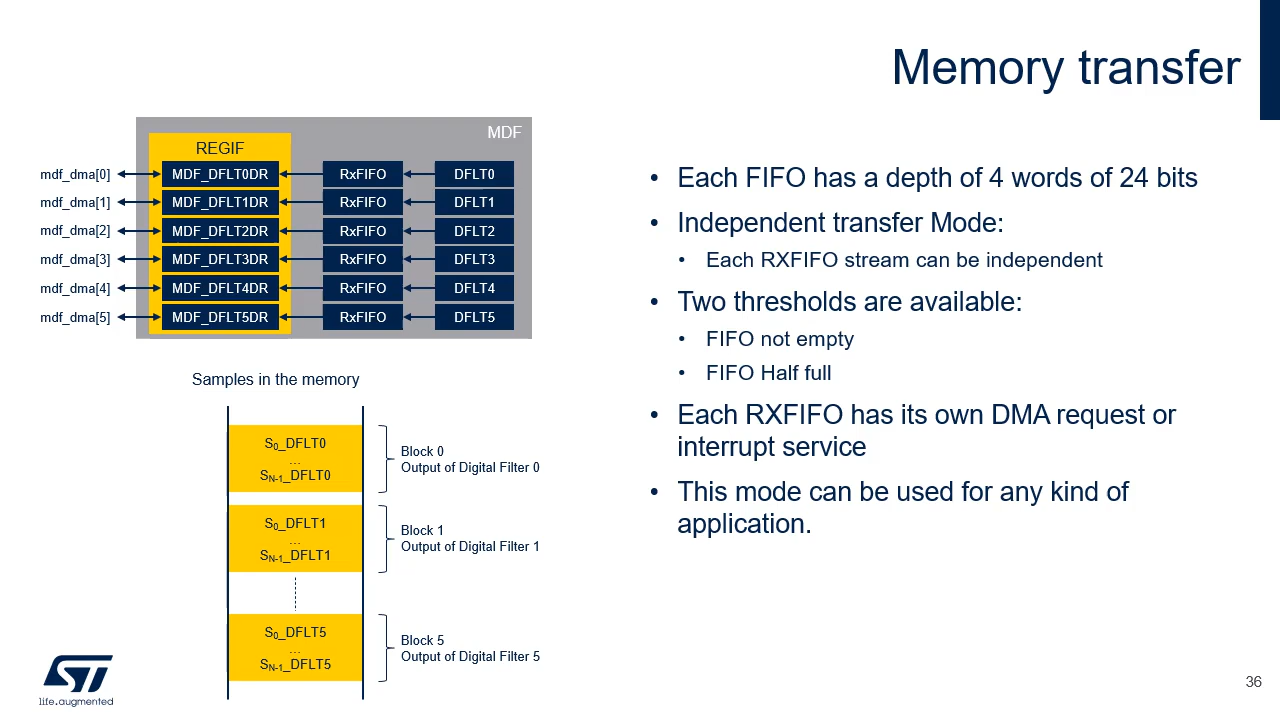 Memory transfer
MDF
REGIF
mdf_dma[0] MDF_DFLT0DR RxFIFO DFLT0
mdf_dma[1] MDF_DFLT1DR RxFIFO DFLT1
mdf_dma[2] MDF_DFLT2DR RxFIFO DFLT2
mdf_dma[3] MDF_DFLT3DR RxFIFO DFLT3
mdf_dma[4] MDF_DFLT4DR RxFIFO DFLT4
mdf_dma[5] MDF_DFLT5DR RxFIFO DFLT5
Samples in the memory
S0_DFLT0
...
SN-1_DFLT0
Block 0
Output of Digital Filter 0
S0_DFLT1
...
SN-1_DFLT1
Block 1
Output of Digital Filter 1
S0_DFLT5
...
SN-1_DFLT5
Block 5
Output of Digital Filter 5
• Each FIFO has a depth of 4 words of 24 bits
• Independent transfer Mode:
• Each RXFIFO stream can be independent
• Two thresholds are available:
• FIFO not empty
• FIFO Half full
• Each RXFIFO has its own DMA request or
interrupt service
• This mode can be used for any kind of
application.
ST
life.augmented
36